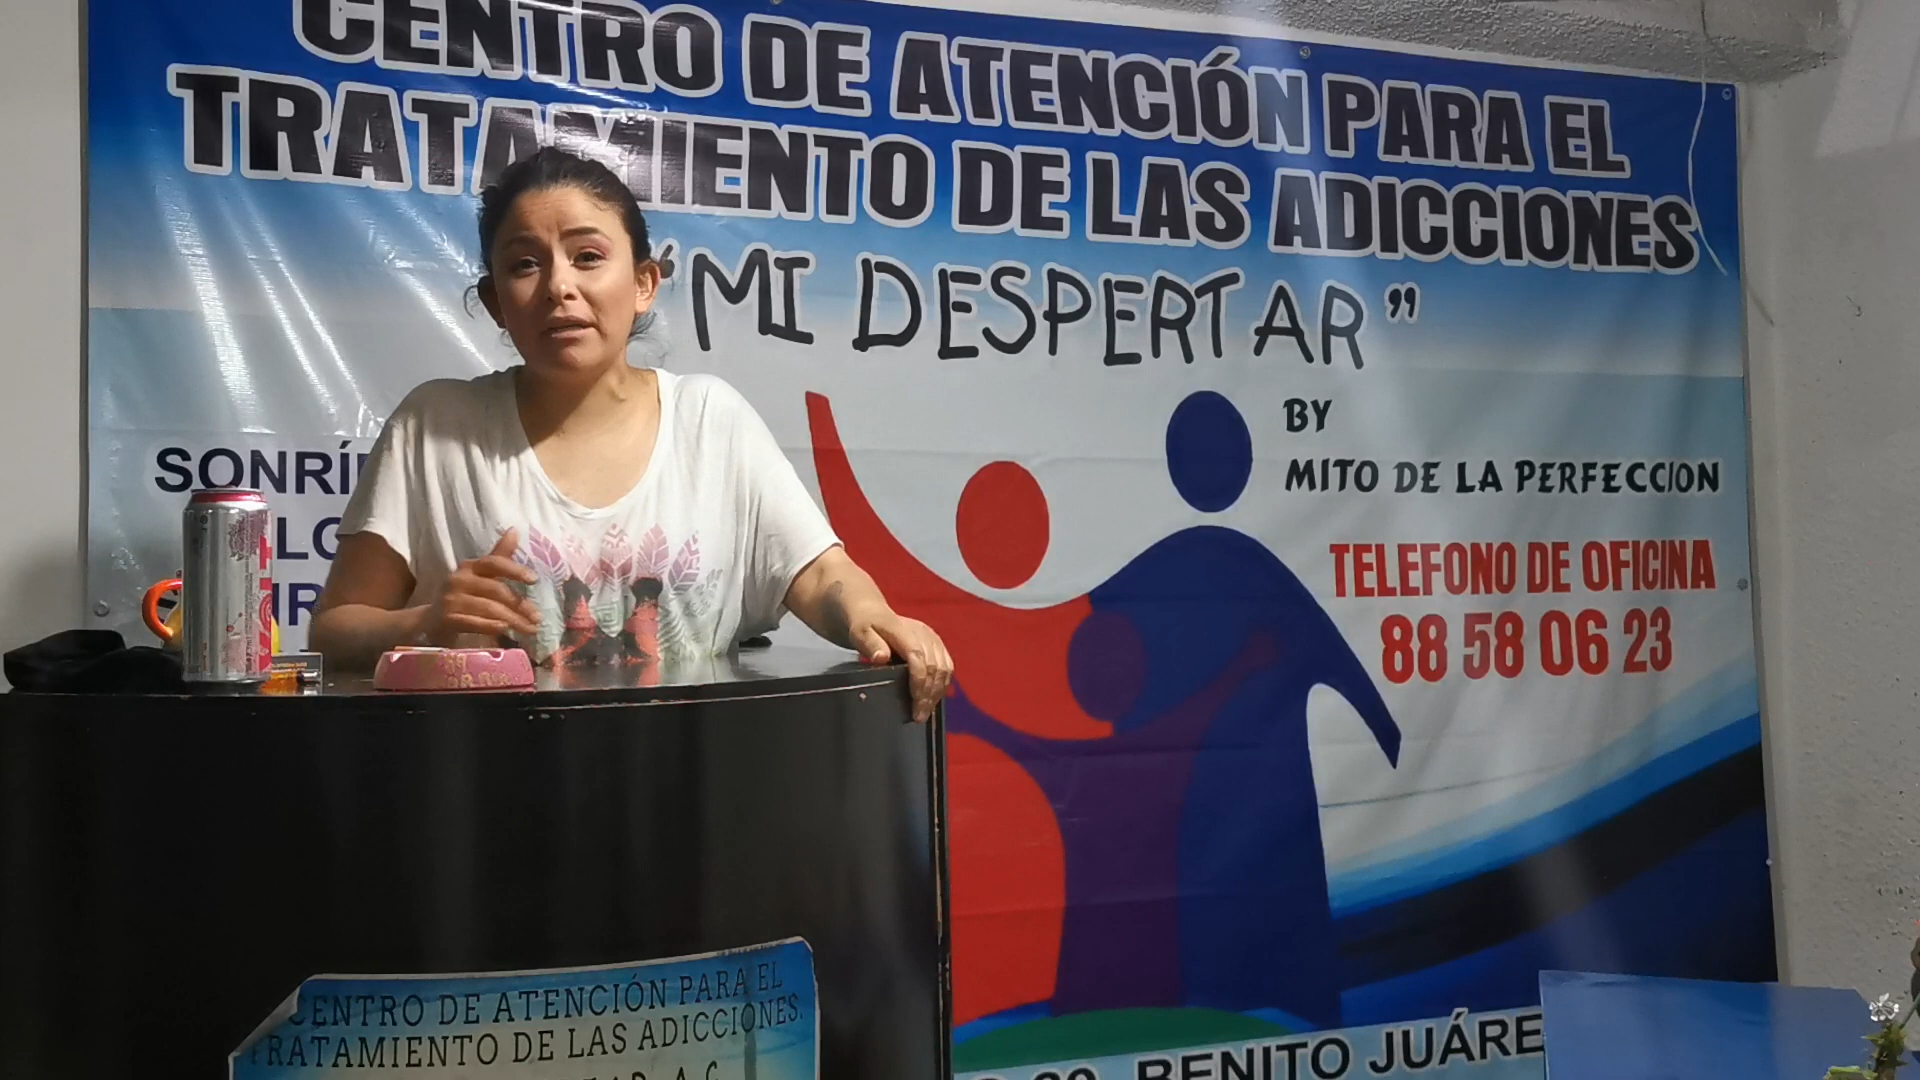 CENTRO DE ATENCIÓN PARA EL
TRATAMIENTO DE LAS ADICCIONES
"MI DESPERTAR"
BY
MITO DE LA PERFECCION
TELEFONO DE OFICINA
88 58 06 23
BENITO JUÁRE
CENTRO DE ATENCIÓN PARA EL
TRATAMIENTO DE LAS ADICCIONES.
A.C.